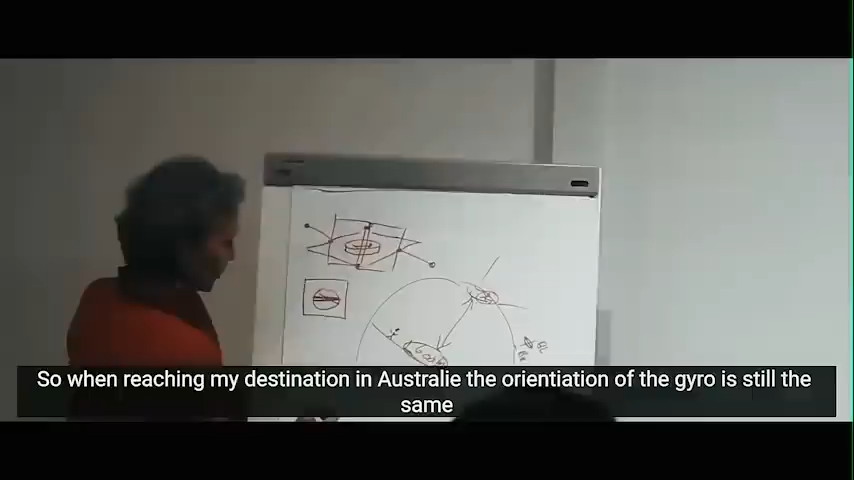 So when reaching my destination in Australie the orientiation of the gyro is still the
same